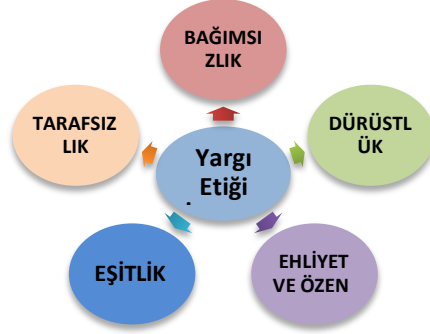 BAĞIMSI
ZLIK
TARAFSIZ
LIK
DÜRÜSTL
ÜK
Yargı
Etiği
EŞİTLİK
EHLİYET
VE ÖZEN